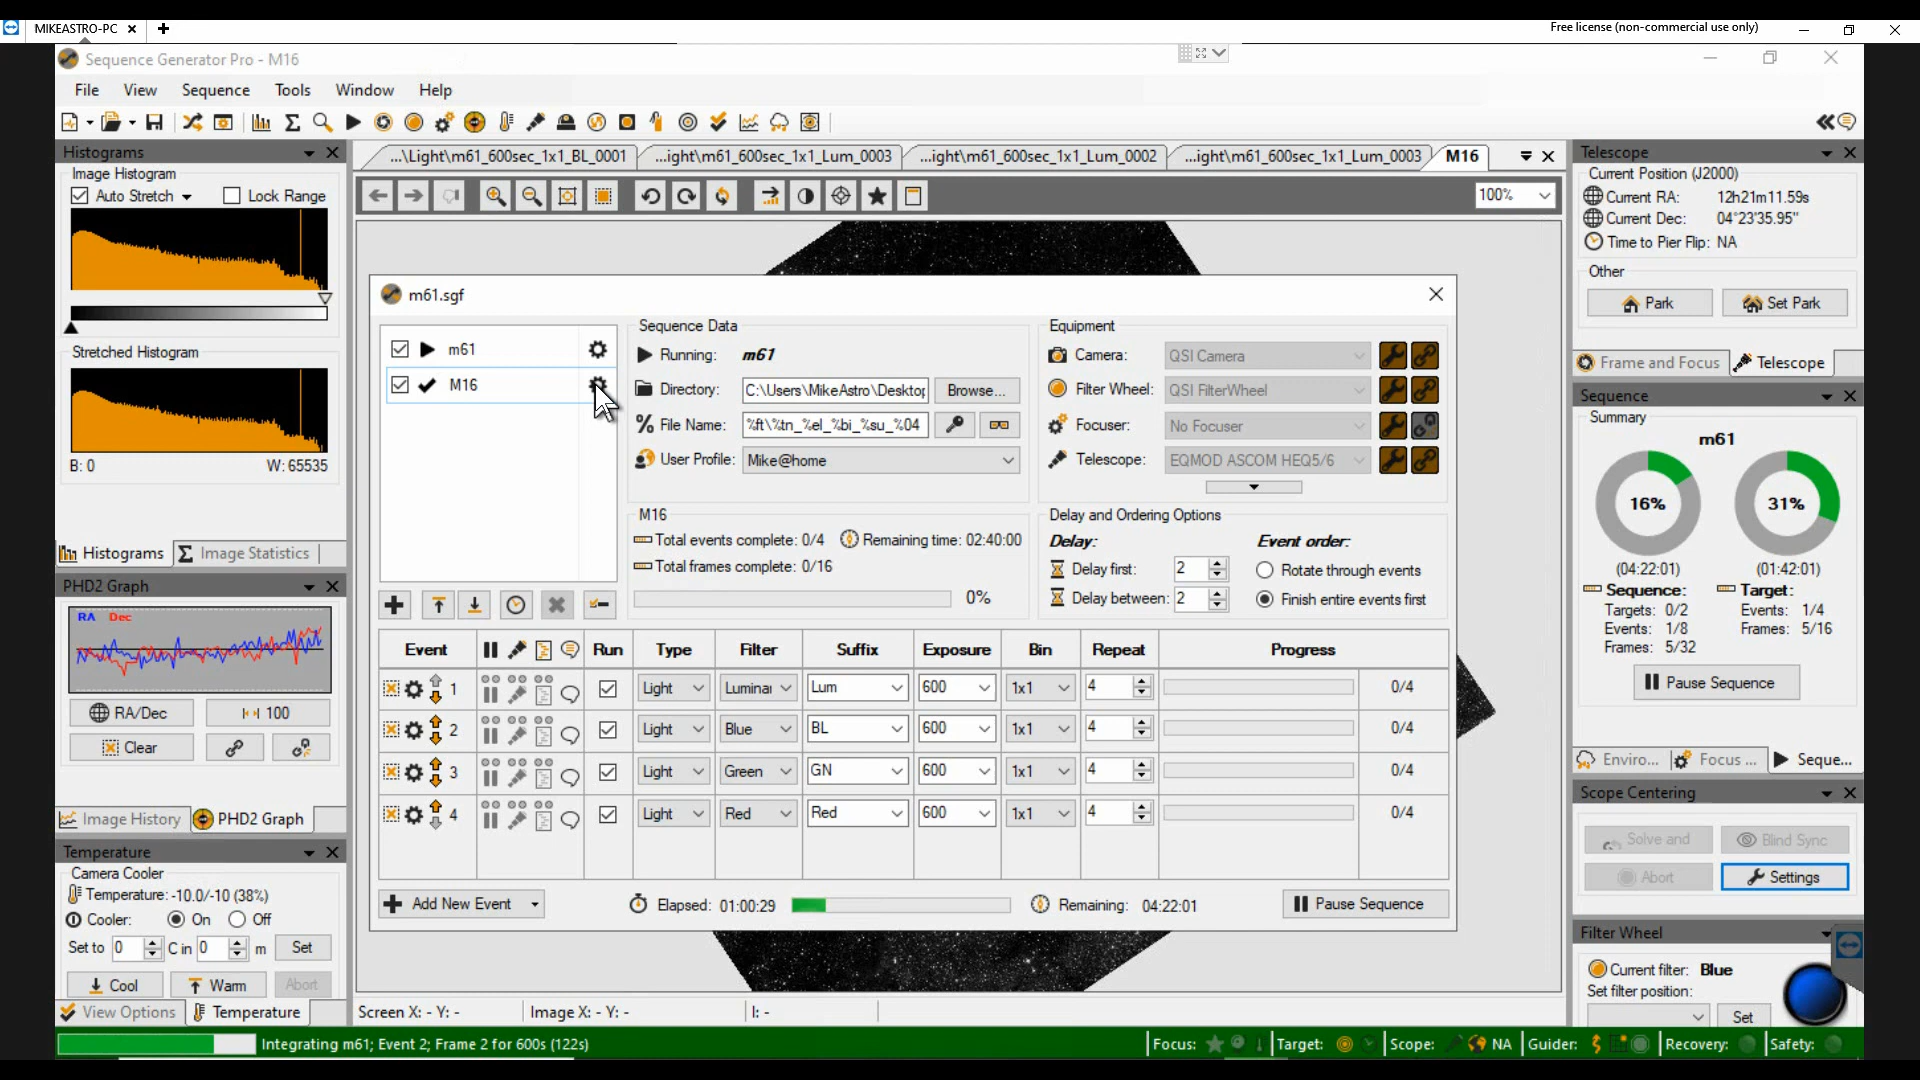 MIKEASTRO-PC
Free license (non-commercial use only)
Sequence Generator Pro - M16
File View Sequence Tools Window Help
Histograms
Image Histogram
Auto Stretch Lock Range
Stretched Histogram
B: 0 W: 65535
Histograms Image Statistics
PHD2 Graph
RA Dec
RA/Dec 100
Clear
Image History PHD2 Graph
Temperature
Camera Cooler
Temperature: -10.0/-10 (38%)
Cooler: On Off
Set to 0 C in 0 m Set
Cool Warm Abort
View Options Temperature
...\Light\m61_600sec_1x1_BL_0001 ...ight\m61_600sec_1x1_Lum_0003 ...ight\m61_600sec_1x1_Lum_0002 ...ight\m61_600sec_1x1_Lum_0003 M16
100%
m61.sgf
m61
M16
Sequence Data
Running: m61
Directory: C:\Users\MikeAstro\Desktop Browse...
File Name: %ft\%tn_%el_%bi_%su_%04
User Profile: Mike@home
Equipment
Camera: QSI Camera
Filter Wheel: QSI FilterWheel
Focuser: No Focuser
Telescope: EQMOD ASCOM HEQ5/6
M16
Total events complete: 0/4 Remaining time: 02:40:00
Total frames complete: 0/16
0%
Delay and Ordering Options
Delay: Event order:
Delay first: 2 Rotate through events
Delay between: 2 Finish entire events first
Event Run Type Filter Suffix Exposure Bin Repeat Progress
1 Light Luminar Lum 600 1x1 4 0/4
2 Light Blue BL 600 1x1 4 0/4
3 Light Green GN 600 1x1 4 0/4
4 Light Red Red 600 1x1 4 0/4
Add New Event Elapsed: 01:00:29 Remaining: 04:22:01 Pause Sequence
Screen X: - Y: - Image X: - Y: - I: -
Telescope
Current Position (J2000)
Current RA: 12h21m11.59s
Current Dec: 04°23'35.95"
Time to Pier Flip: NA
Other
Park Set Park
Frame and Focus Telescope
Sequence
Summary
m61
16% 31%
(04:22:01) (01:42:01)
Sequence: Target:
Targets: 0/2 Events: 1/4
Events: 1/8 Frames: 5/16
Frames: 5/32
Pause Sequence
Enviro... Focus ... Seque...
Scope Centering
Solve and Blind Sync
Abort Settings
Filter Wheel
Current filter: Blue
Set filter position:
Set
Integrating m61; Event 2; Frame 2 for 600s (122s)
Focus: Target: Scope: NA Guider: Recovery: Safety: